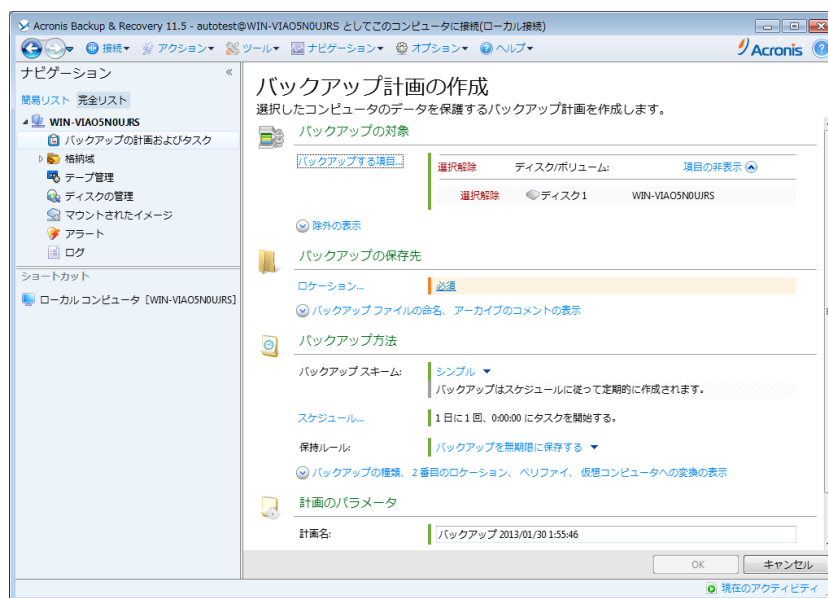 Acronis Backup & Recovery 11.5 - autotest@WIN-VIAO5N0UJRS としてこのコンピュータに接続(ローカル接続)
接続 アクション ツール ナビゲーション オプション ヘルプ Acronis
ナビゲーション
簡易リスト 完全リスト
WIN-VIAO5N0UJRS
バックアップの計画およびタスク
格納域
テープ管理
ディスクの管理
マウントされたイメージ
アラート
ログ
ショートカット
ローカル コンピュータ [WIN-VIAO5N0UJRS]
バックアップ計画の作成
選択したコンピュータのデータを保護するバックアップ計画を作成します。
バックアップの対象
バックアップする項目... 選択解除 ディスク/ボリューム: 項目の非表示
選択解除 ディスク1 WIN-VIAO5N0UJRS
除外の表示
バックアップの保存先
ロケーション... 必須
バックアップ ファイルの命名、アーカイブのコメントの表示
バックアップ方法
バックアップ スキーム: シンプル
バックアップはスケジュールに従って定期的に作成されます。
スケジュール... 1 日に 1 回、0:00:00 にタスクを開始する。
保持ルール: バックアップを無期限に保存する
バックアップの種類、2 番目のロケーション、ベリファイ、仮想コンピュータへの変換の表示
計画のパラメータ
計画名: バックアップ 2013/01/30 1:55:46
OK キャンセル
現在のアクティビティ